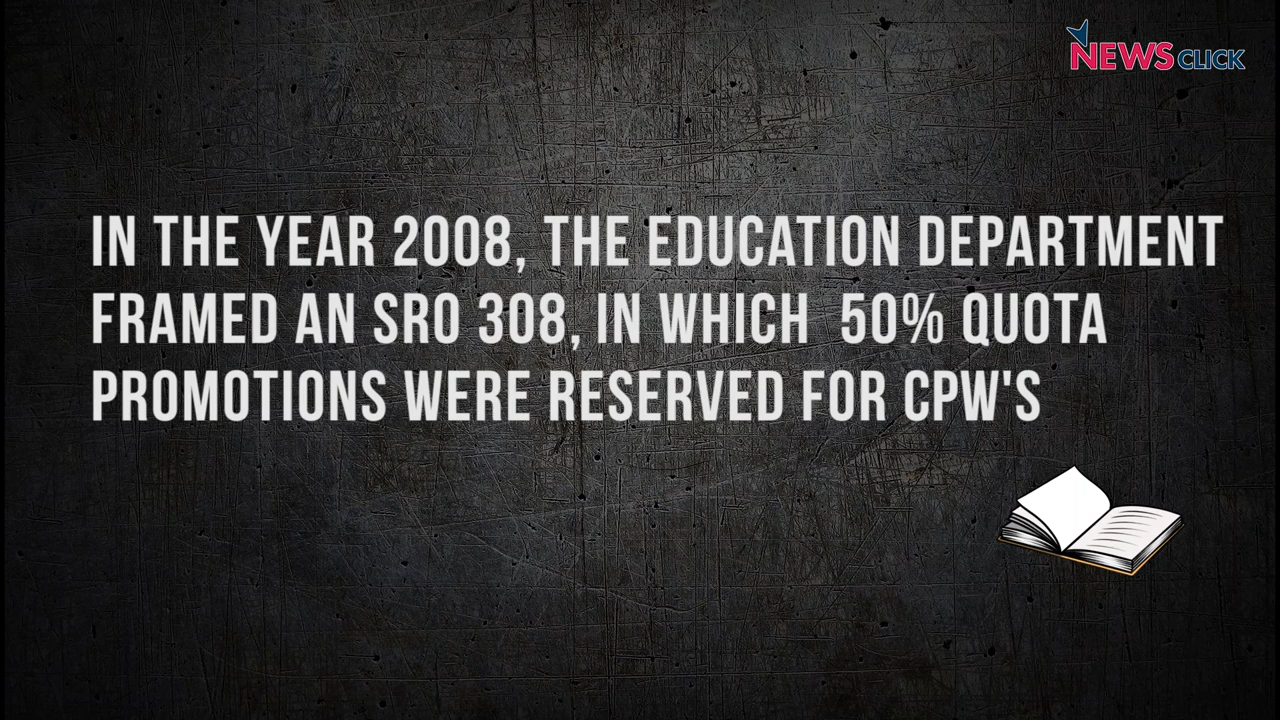 NEWSCLICK
IN THE YEAR 2008, THE EDUCATION DEPARTMENT
FRAMED AN SRO 308, IN WHICH 50% QUOTA
PROMOTIONS WERE RESERVED FOR CPW'S